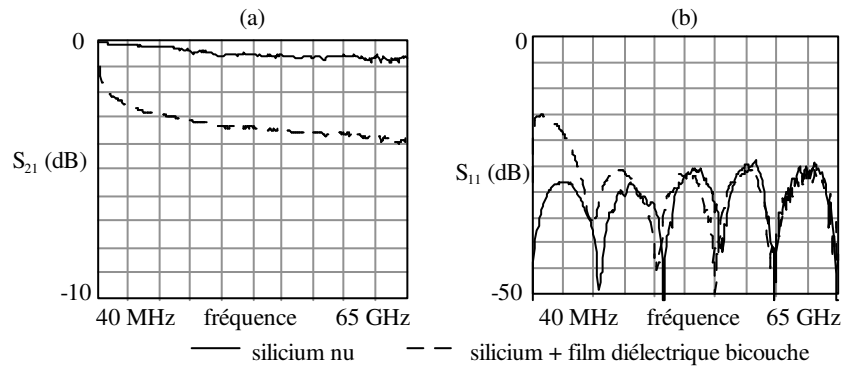 (a) (b)
0 0
S21 (dB) S11 (dB)
-10 -50
40 MHz fréquence 65 GHz 40 MHz fréquence 65 GHz
silicium nu silicium + film diélectrique bicouche